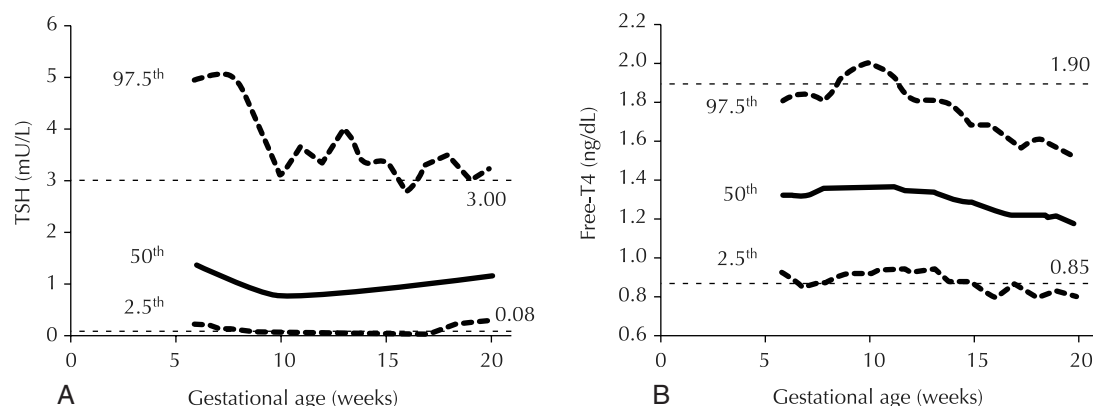 6
5
4
3
2
1
0
TSH (mU/L)
97.5th
3.00
50th
2.5th
0.08
0 5 10 15 20
A Gestational age (weeks)
2.2
2.0
1.8
1.6
1.4
1.2
1.0
0.8
0.6
Free-T4 (ng/dL)
1.90
97.5th
50th
2.5th
0.85
0 5 10 15 20
B Gestational age (weeks)